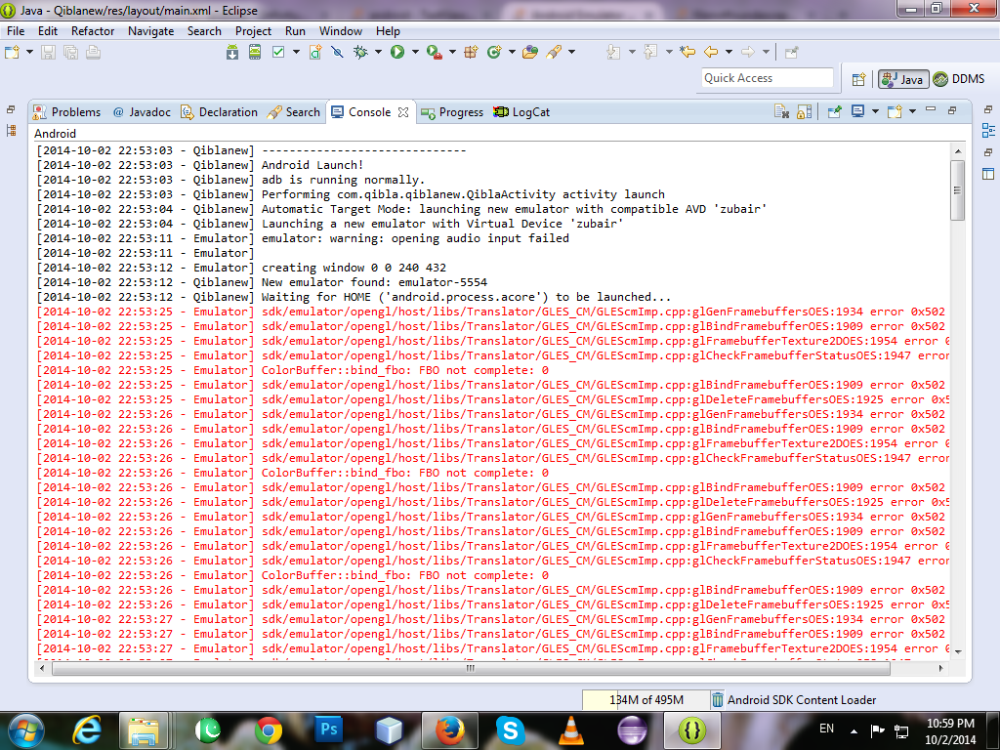 Java - Qiblanew/res/layout/main.xml - Eclipse
File Edit Refactor Navigate Search Project Run Window Help
Quick Access Java DDMS
Problems @ Javadoc Declaration Search Console Progress LogCat
Android
[2014-10-02 22:53:03 - Qiblanew] ------------------------------
[2014-10-02 22:53:03 - Qiblanew] Android Launch!
[2014-10-02 22:53:03 - Qiblanew] adb is running normally.
[2014-10-02 22:53:03 - Qiblanew] Performing com.qibla.qiblanew.QiblaActivity activity launch
[2014-10-02 22:53:04 - Qiblanew] Automatic Target Mode: launching new emulator with compatible AVD 'zubair'
[2014-10-02 22:53:04 - Qiblanew] Launching a new emulator with Virtual Device 'zubair'
[2014-10-02 22:53:11 - Emulator] emulator: warning: opening audio input failed
[2014-10-02 22:53:11 - Emulator]
[2014-10-02 22:53:12 - Emulator] creating window 0 0 240 432
[2014-10-02 22:53:12 - Qiblanew] New emulator found: emulator-5554
[2014-10-02 22:53:12 - Qiblanew] Waiting for HOME ('android.process.acore') to be launched...
[2014-10-02 22:53:25 - Emulator] sdk/emulator/opengl/host/libs/Translator/GLES_CM/GLEScmImp.cpp:glGenFramebuffersOES:1934 error 0x502
[2014-10-02 22:53:25 - Emulator] sdk/emulator/opengl/host/libs/Translator/GLES_CM/GLEScmImp.cpp:glBindFramebufferOES:1909 error 0x502
[2014-10-02 22:53:25 - Emulator] sdk/emulator/opengl/host/libs/Translator/GLES_CM/GLEScmImp.cpp:glFramebufferTexture2DOES:1954 error
[2014-10-02 22:53:25 - Emulator] sdk/emulator/opengl/host/libs/Translator/GLES_CM/GLEScmImp.cpp:glCheckFramebufferStatusOES:1947 error
[2014-10-02 22:53:25 - Emulator] ColorBuffer::bind_fbo: FBO not complete: 0
[2014-10-02 22:53:25 - Emulator] sdk/emulator/opengl/host/libs/Translator/GLES_CM/GLEScmImp.cpp:glBindFramebufferOES:1909 error 0x502
[2014-10-02 22:53:25 - Emulator] sdk/emulator/opengl/host/libs/Translator/GLES_CM/GLEScmImp.cpp:glDeleteFramebuffersOES:1925 error 0x5
[2014-10-02 22:53:26 - Emulator] sdk/emulator/opengl/host/libs/Translator/GLES_CM/GLEScmImp.cpp:glGenFramebuffersOES:1934 error 0x502
[2014-10-02 22:53:26 - Emulator] sdk/emulator/opengl/host/libs/Translator/GLES_CM/GLEScmImp.cpp:glBindFramebufferOES:1909 error 0x502
[2014-10-02 22:53:26 - Emulator] sdk/emulator/opengl/host/libs/Translator/GLES_CM/GLEScmImp.cpp:glFramebufferTexture2DOES:1954 error
[2014-10-02 22:53:26 - Emulator] sdk/emulator/opengl/host/libs/Translator/GLES_CM/GLEScmImp.cpp:glCheckFramebufferStatusOES:1947 error
[2014-10-02 22:53:26 - Emulator] ColorBuffer::bind_fbo: FBO not complete: 0
[2014-10-02 22:53:26 - Emulator] sdk/emulator/opengl/host/libs/Translator/GLES_CM/GLEScmImp.cpp:glBindFramebufferOES:1909 error 0x502
[2014-10-02 22:53:26 - Emulator] sdk/emulator/opengl/host/libs/Translator/GLES_CM/GLEScmImp.cpp:glDeleteFramebuffersOES:1925 error 0x5
[2014-10-02 22:53:26 - Emulator] sdk/emulator/opengl/host/libs/Translator/GLES_CM/GLEScmImp.cpp:glGenFramebuffersOES:1934 error 0x502
[2014-10-02 22:53:26 - Emulator] sdk/emulator/opengl/host/libs/Translator/GLES_CM/GLEScmImp.cpp:glBindFramebufferOES:1909 error 0x502
[2014-10-02 22:53:26 - Emulator] sdk/emulator/opengl/host/libs/Translator/GLES_CM/GLEScmImp.cpp:glFramebufferTexture2DOES:1954 error
[2014-10-02 22:53:26 - Emulator] sdk/emulator/opengl/host/libs/Translator/GLES_CM/GLEScmImp.cpp:glCheckFramebufferStatusOES:1947 error
[2014-10-02 22:53:26 - Emulator] ColorBuffer::bind_fbo: FBO not complete: 0
[2014-10-02 22:53:26 - Emulator] sdk/emulator/opengl/host/libs/Translator/GLES_CM/GLEScmImp.cpp:glBindFramebufferOES:1909 error 0x502
[2014-10-02 22:53:26 - Emulator] sdk/emulator/opengl/host/libs/Translator/GLES_CM/GLEScmImp.cpp:glDeleteFramebuffersOES:1925 error 0x5
[2014-10-02 22:53:27 - Emulator] sdk/emulator/opengl/host/libs/Translator/GLES_CM/GLEScmImp.cpp:glGenFramebuffersOES:1934 error 0x502
[2014-10-02 22:53:27 - Emulator] sdk/emulator/opengl/host/libs/Translator/GLES_CM/GLEScmImp.cpp:glBindFramebufferOES:1909 error 0x502
[2014-10-02 22:53:27 - Emulator] sdk/emulator/opengl/host/libs/Translator/GLES_CM/GLEScmImp.cpp:glFramebufferTexture2DOES:1954 error
134M of 495M Android SDK Content Loader
Ps EN 10:59 PM
10/2/2014